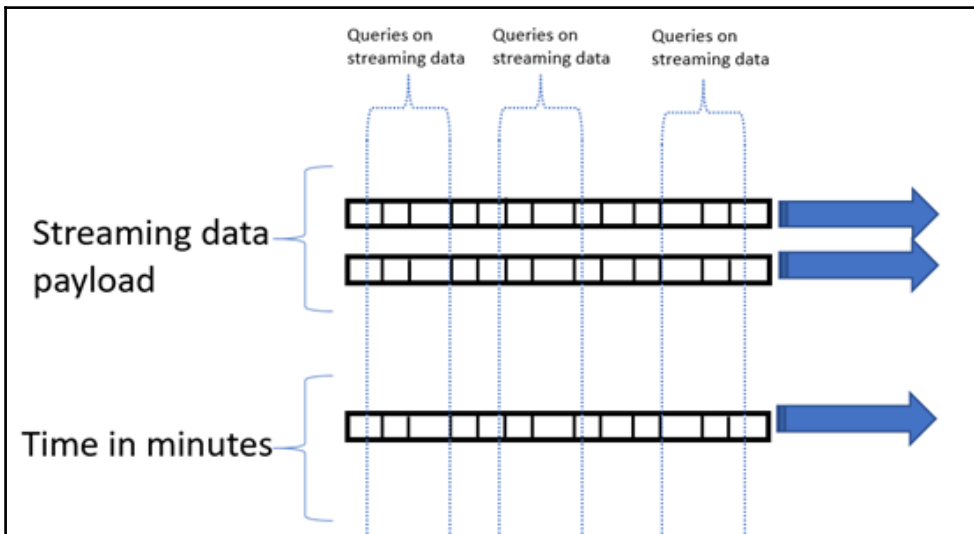 Queries on
streaming data
Queries on
streaming data
Queries on
streaming data
Streaming data
payload
Time in minutes